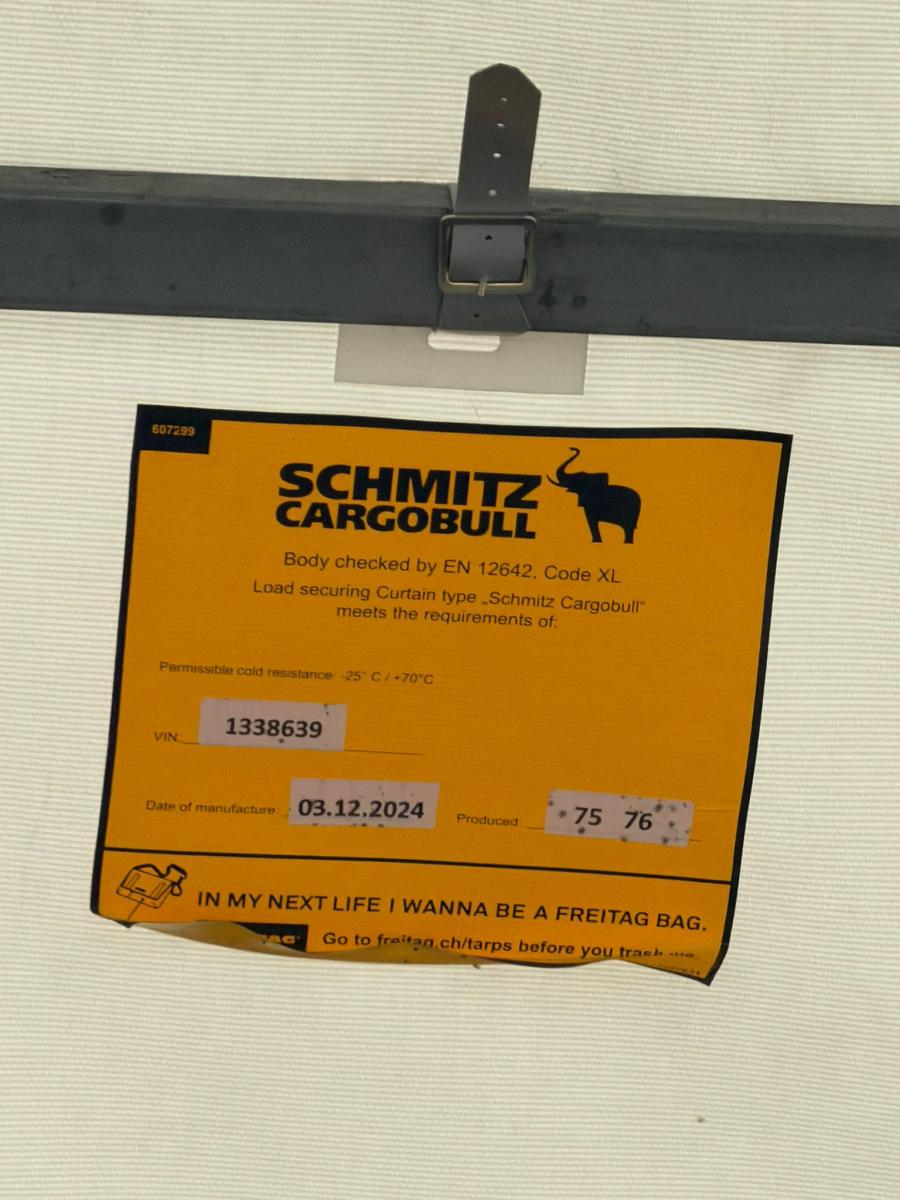 607299
SCHMITZ
CARGOBULL
Body checked by EN 12642, Code XL
Load securing Curtain type „Schmitz Cargobull“
meets the requirements of:
Permissible cold resistance: -25° C / +70°C
VIN: 1338639
Date of manufacture: 03.12.2024 Produced 75 76
IN MY NEXT LIFE I WANNA BE A FREITAG BAG.
Go to freitag.ch/tarps before you trash me.